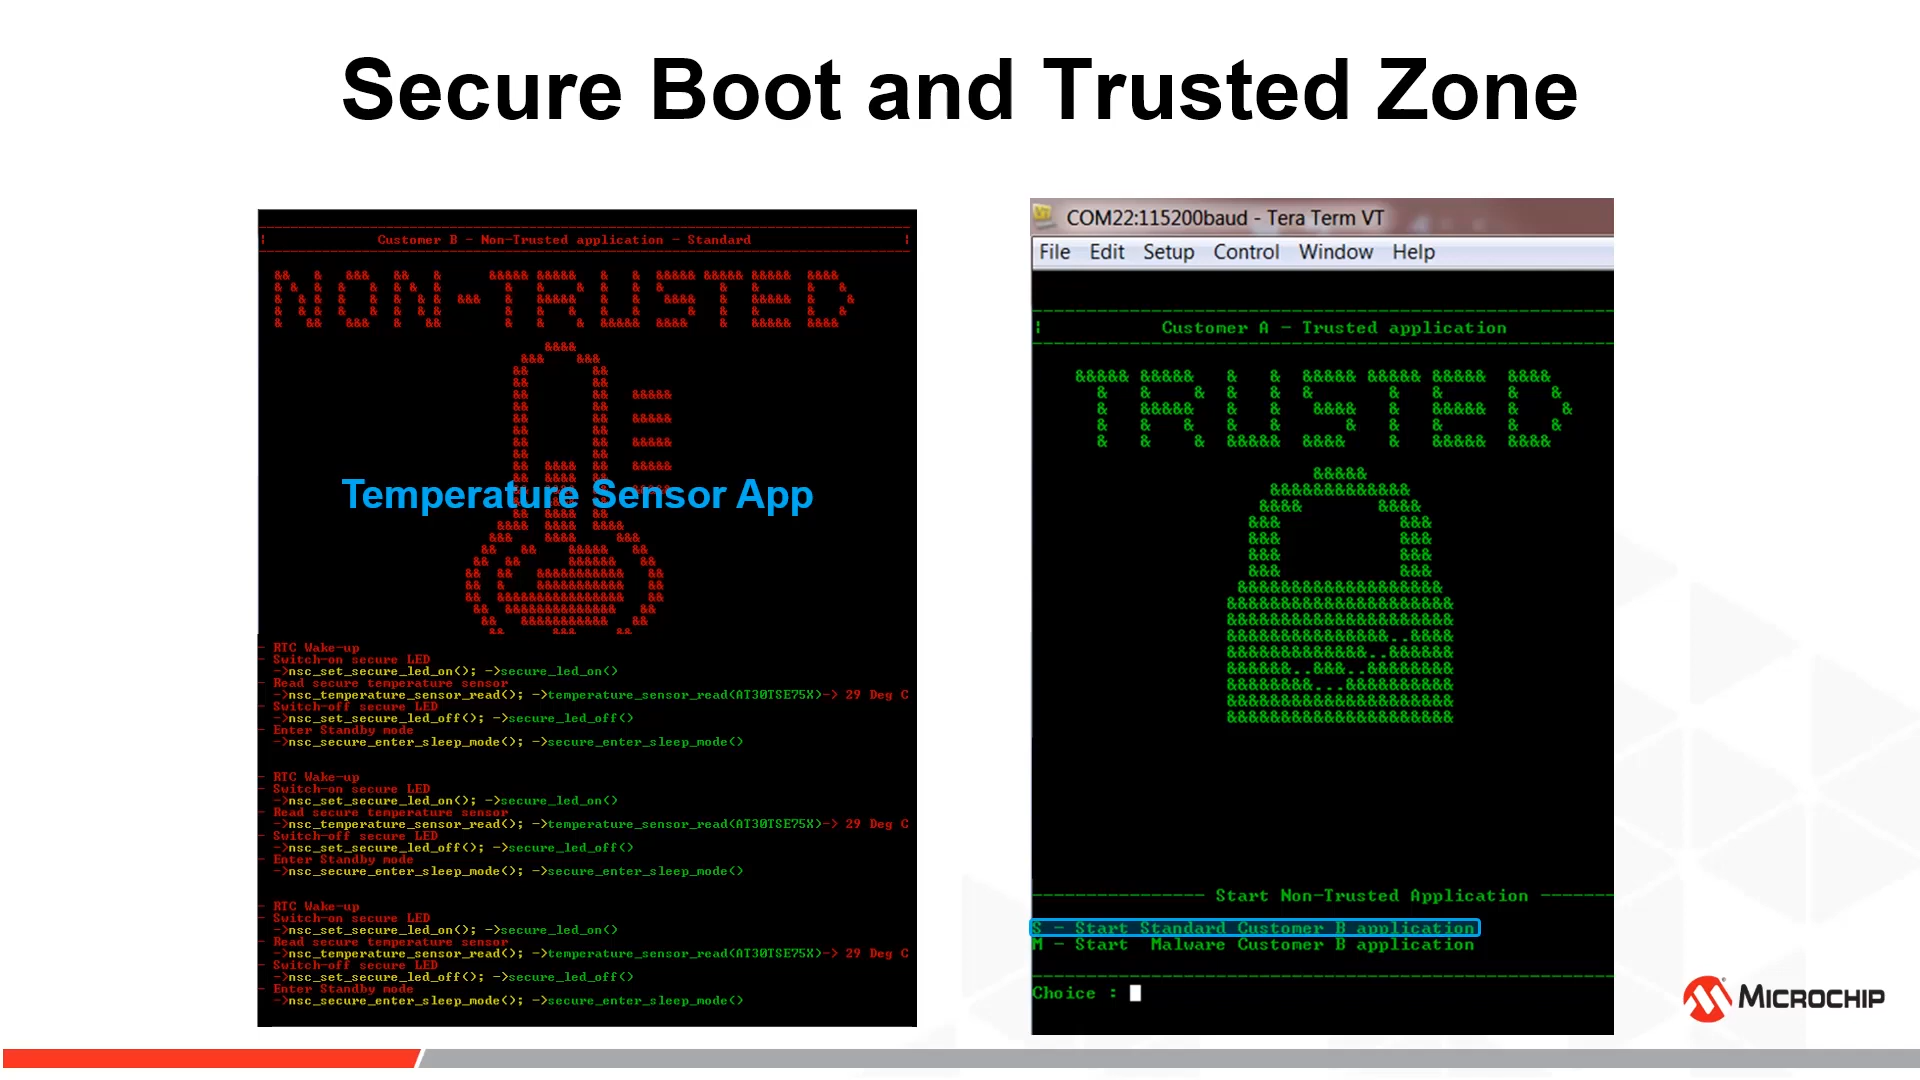 Secure Boot and Trusted Zone
Customer B - Non-Trusted application - Standard
NON-TRUSTED
Temperature Sensor App
- RTC Wake-up
- Switch-on secure LED
->nsc_set_secure_led_on(); ->secure_led_on()
- Read secure temperature sensor
->nsc_temperature_sensor_read(); ->temperature_sensor_read(AT30TSE75X)-> 29 Deg C
- Switch-off secure LED
->nsc_set_secure_led_off(); ->secure_led_off()
- Enter Standby mode
->nsc_secure_enter_sleep_mode(); ->secure_enter_sleep_mode()
- RTC Wake-up
- Switch-on secure LED
->nsc_set_secure_led_on(); ->secure_led_on()
- Read secure temperature sensor
->nsc_temperature_sensor_read(); ->temperature_sensor_read(AT30TSE75X)-> 29 Deg C
- Switch-off secure LED
->nsc_set_secure_led_off(); ->secure_led_off()
- Enter Standby mode
->nsc_secure_enter_sleep_mode(); ->secure_enter_sleep_mode()
- RTC Wake-up
- Switch-on secure LED
->nsc_set_secure_led_on(); ->secure_led_on()
- Read secure temperature sensor
->nsc_temperature_sensor_read(); ->temperature_sensor_read(AT30TSE75X)-> 29 Deg C
- Switch-off secure LED
->nsc_set_secure_led_off(); ->secure_led_off()
- Enter Standby mode
->nsc_secure_enter_sleep_mode(); ->secure_enter_sleep_mode()
COM22:115200baud - Tera Term VT
File Edit Setup Control Window Help
Customer A - Trusted application
TRUSTED
Start Non-Trusted Application
S - Start Standard Customer B application
M - Start Malware Customer B application
Choice :
MICROCHIP